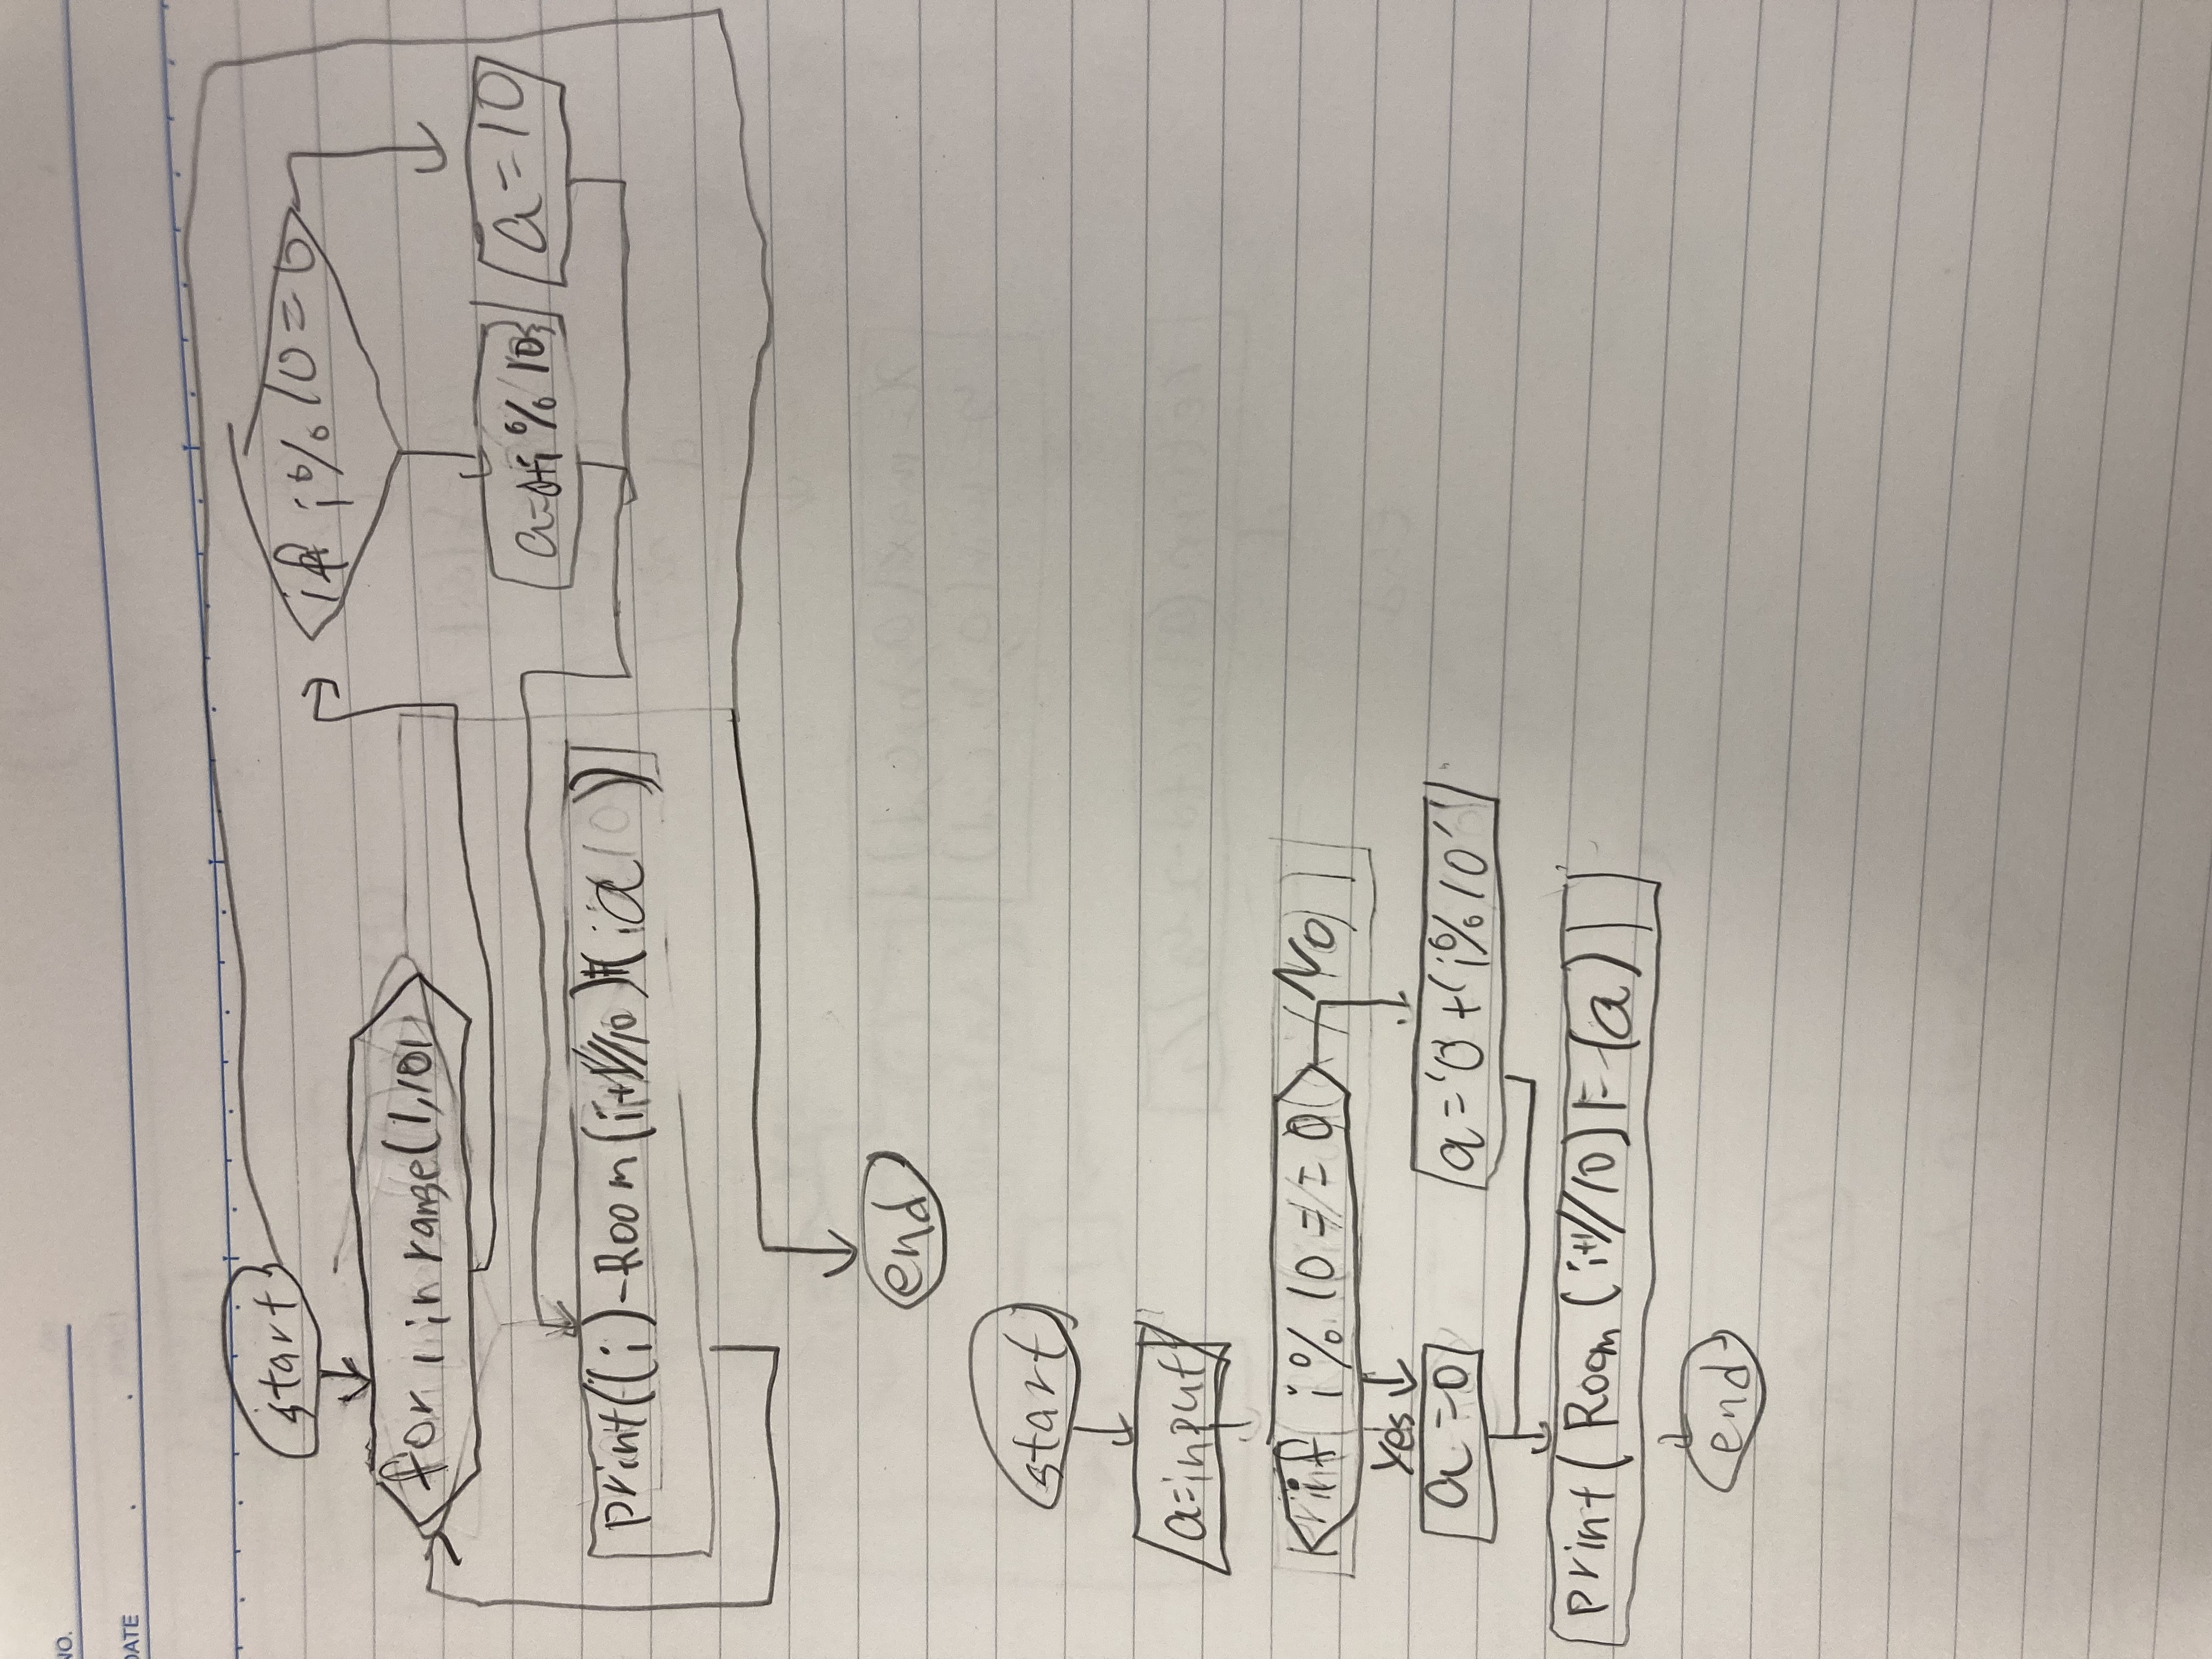 NO.
DATE
start
for i in range(1,101)
if i%10=0
a=0+i%10
a=10
print((i)-Room(i+1//10)(a))
end
start
a=input
if i%10==0
No
Yes
a=0
a='0'+(i%10')
print(Room(i+1//10)F-(a))
end